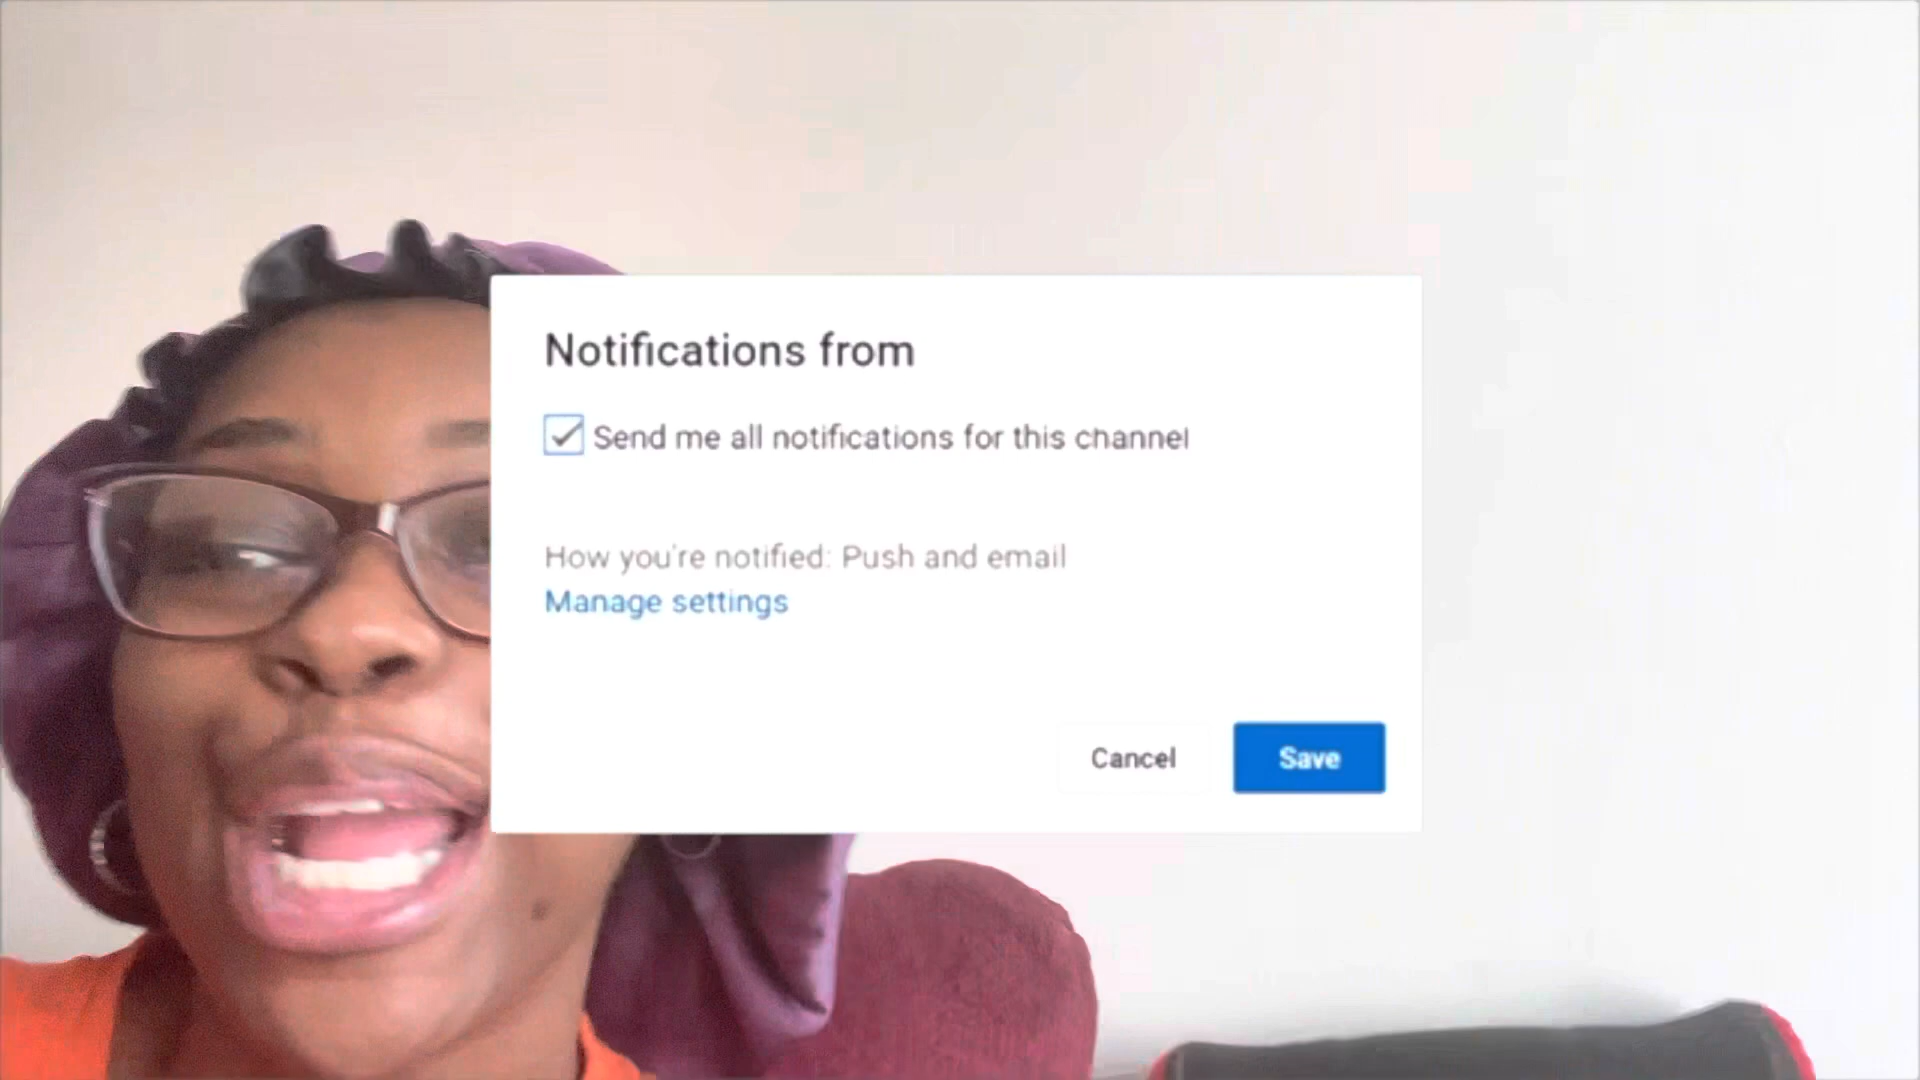 Notifications from
Send me all notifications for this channel
How you're notified: Push and email
Manage settings
Cancel
Save